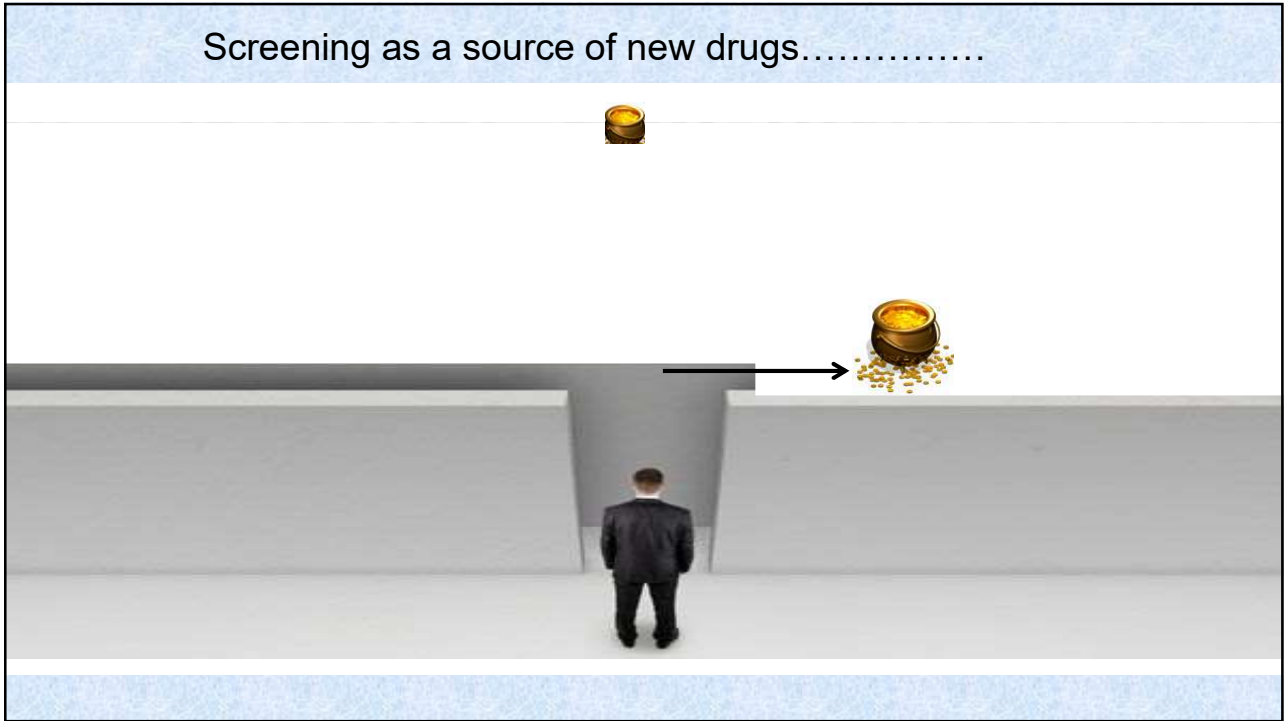 Screening as a source of new drugs……………